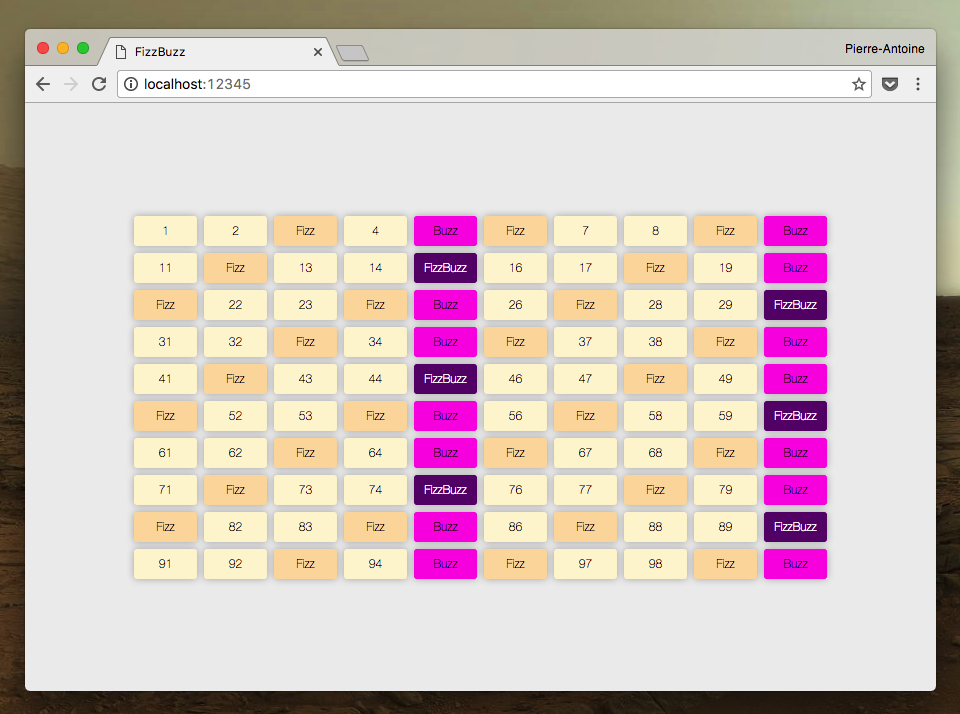 FizzBuzz
Pierre-Antoine
localhost:12345
1 2 Fizz 4 Buzz Fizz 7 8 Fizz Buzz
11 Fizz 13 14 FizzBuzz 16 17 Fizz 19 Buzz
Fizz 22 23 Fizz Buzz 26 Fizz 28 29 FizzBuzz
31 32 Fizz 34 Buzz Fizz 37 38 Fizz Buzz
41 Fizz 43 44 FizzBuzz 46 47 Fizz 49 Buzz
Fizz 52 53 Fizz Buzz 56 Fizz 58 59 FizzBuzz
61 62 Fizz 64 Buzz Fizz 67 68 Fizz Buzz
71 Fizz 73 74 FizzBuzz 76 77 Fizz 79 Buzz
Fizz 82 83 Fizz Buzz 86 Fizz 88 89 FizzBuzz
91 92 Fizz 94 Buzz Fizz 97 98 Fizz Buzz